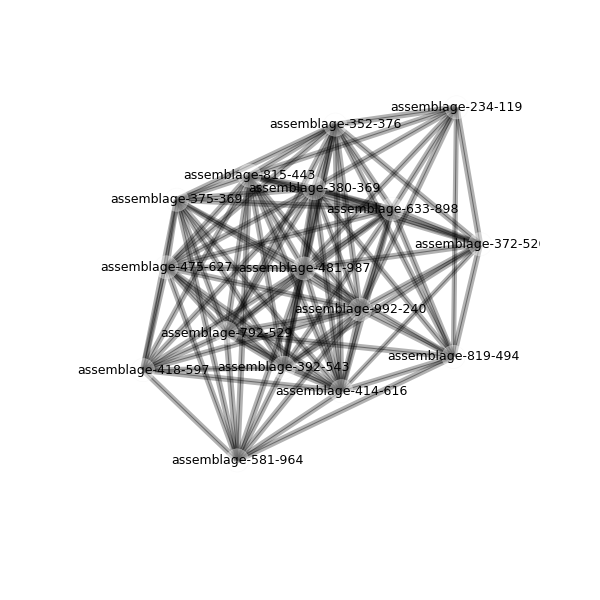 assemblage-234-119
assemblage-352-376
assemblage-815-443
assemblage-380-369
assemblage-375-369
assemblage-633-898
assemblage-372-52
assemblage-475-627
assemblage-481-987
assemblage-992-240
assemblage-792-529
assemblage-819-494
assemblage-418-597
assemblage-392-543
assemblage-414-616
assemblage-581-964